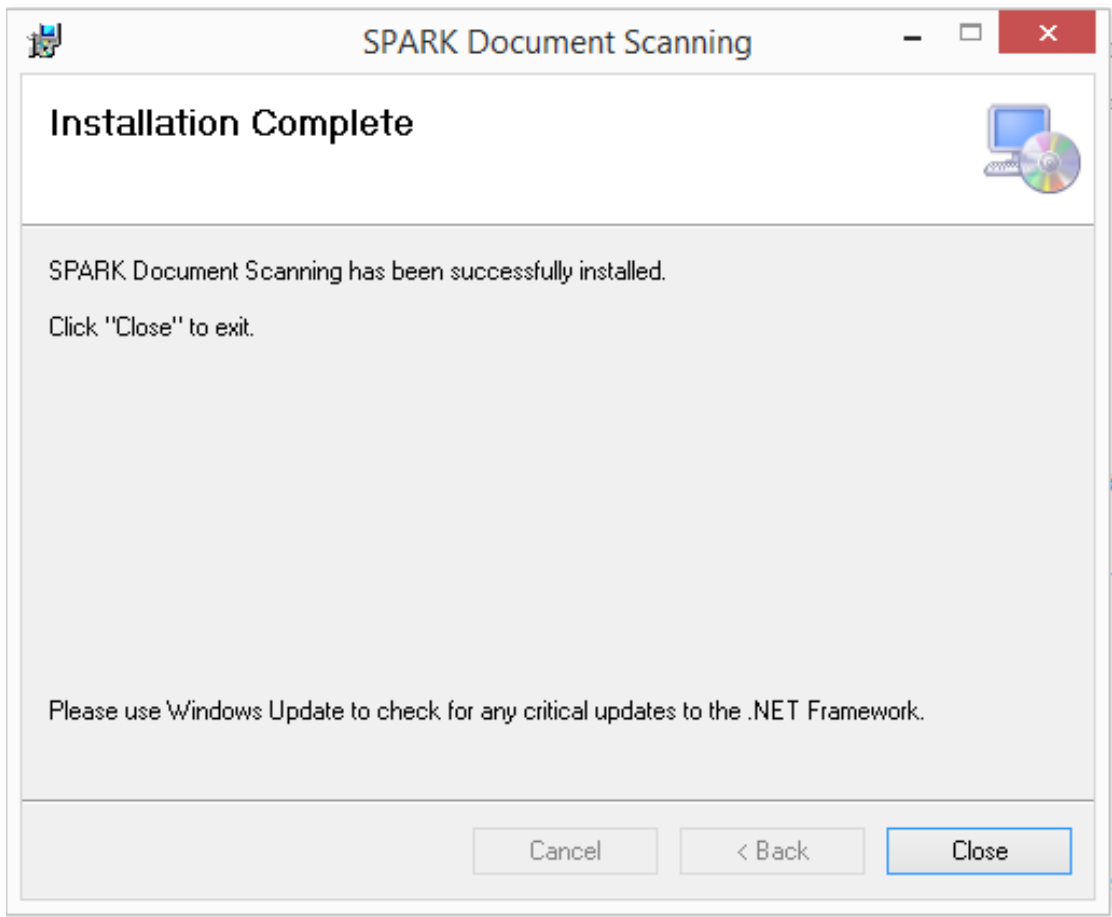 SPARK Document Scanning
Installation Complete
SPARK Document Scanning has been successfully installed.
Click "Close" to exit.
Please use Windows Update to check for any critical updates to the .NET Framework.
Cancel
< Back
Close